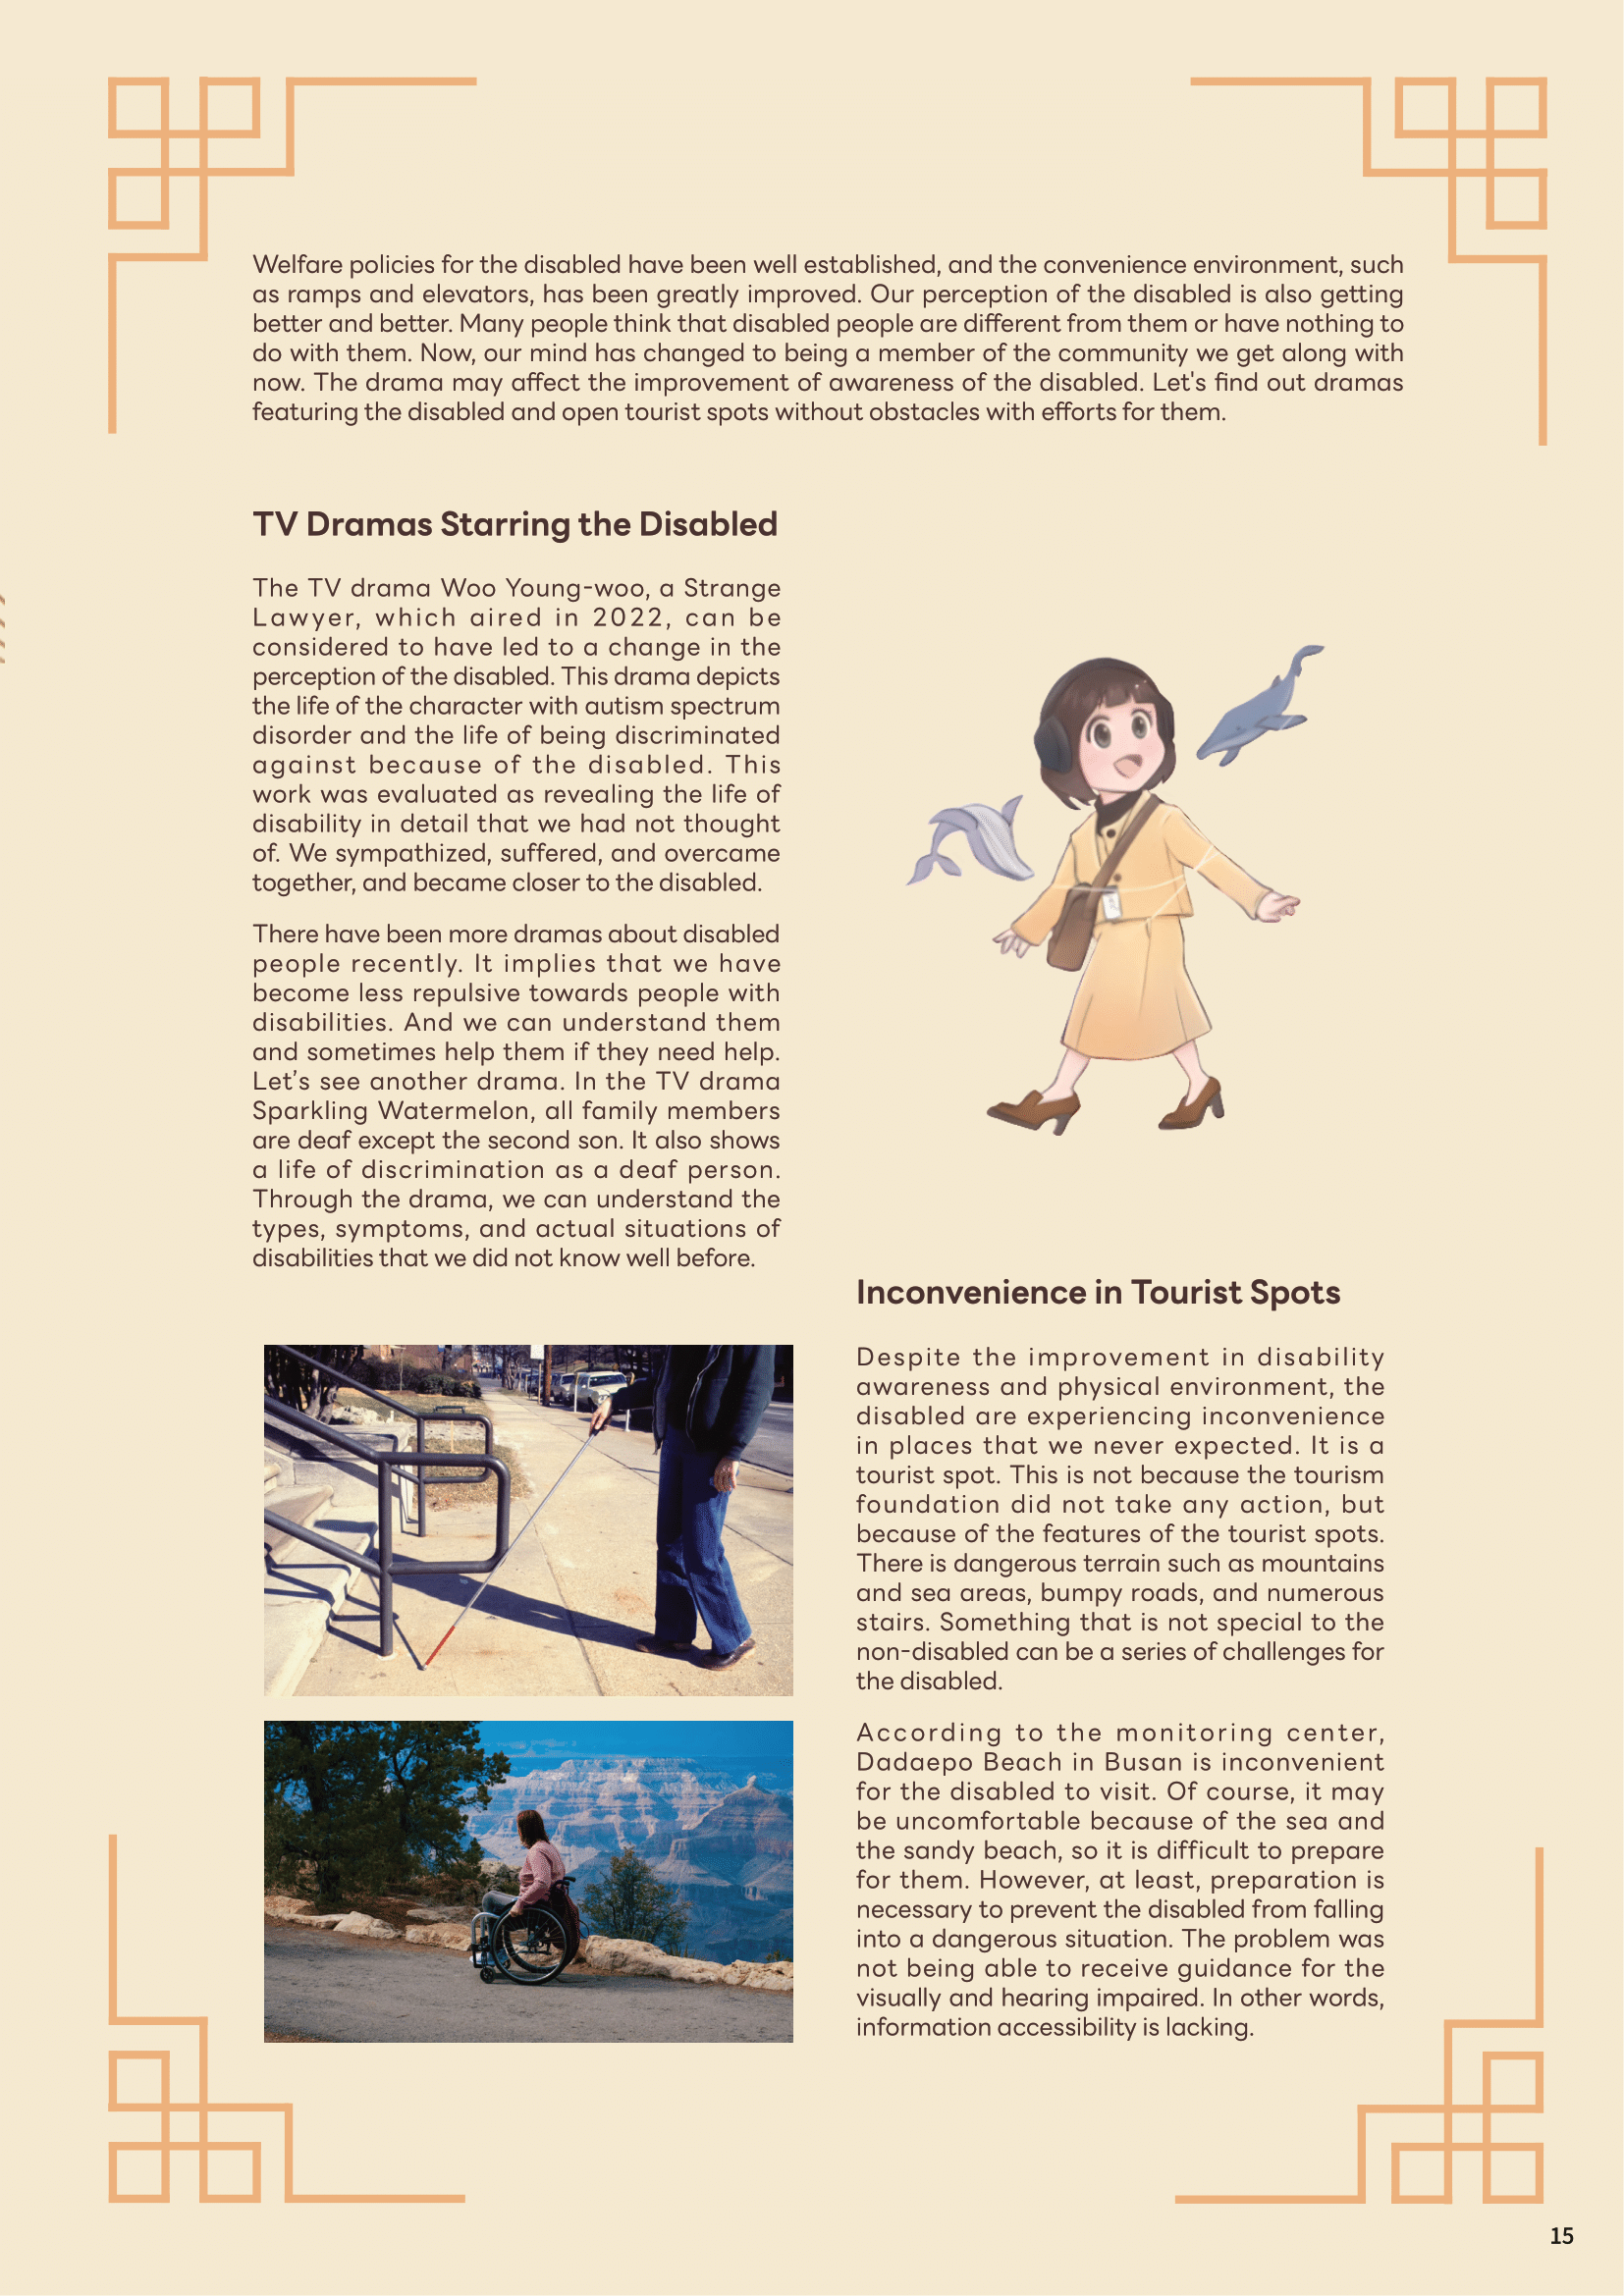 Welfare policies for the disabled have been well established, and the convenience environment, such
as ramps and elevators, has been greatly improved. Our perception of the disabled is also getting
better and better. Many people think that disabled people are different from them or have nothing to
do with them. Now, our mind has changed to being a member of the community we get along with
now. The drama may affect the improvement of awareness of the disabled. Let's find out dramas
featuring the disabled and open tourist spots without obstacles with efforts for them.
TV Dramas Starring the Disabled
The TV drama Woo Young-woo, a Strange
Lawyer, which aired in 2022, can be
considered to have led to a change in the
perception of the disabled. This drama depicts
the life of the character with autism spectrum
disorder and the life of being discriminated
against because of the disabled. This
work was evaluated as revealing the life of
disability in detail that we had not thought
of. We sympathized, suffered, and overcame
together, and became closer to the disabled.
There have been more dramas about disabled
people recently. It implies that we have
become less repulsive towards people with
disabilities. And we can understand them
and sometimes help them if they need help.
Let’s see another drama. In the TV drama
Sparkling Watermelon, all family members
are deaf except the second son. It also shows
a life of discrimination as a deaf person.
Through the drama, we can understand the
types, symptoms, and actual situations of
disabilities that we did not know well before.
Inconvenience in Tourist Spots
Despite the improvement in disability
awareness and physical environment, the
disabled are experiencing inconvenience
in places that we never expected. It is a
tourist spot. This is not because the tourism
foundation did not take any action, but
because of the features of the tourist spots.
There is dangerous terrain such as mountains
and sea areas, bumpy roads, and numerous
stairs. Something that is not special to the
non-disabled can be a series of challenges for
the disabled.
According to the monitoring center,
Dadaepo Beach in Busan is inconvenient
for the disabled to visit. Of course, it may
be uncomfortable because of the sea and
the sandy beach, so it is difficult to prepare
for them. However, at least, preparation is
necessary to prevent the disabled from falling
into a dangerous situation. The problem was
not being able to receive guidance for the
visually and hearing impaired. In other words,
information accessibility is lacking.
15